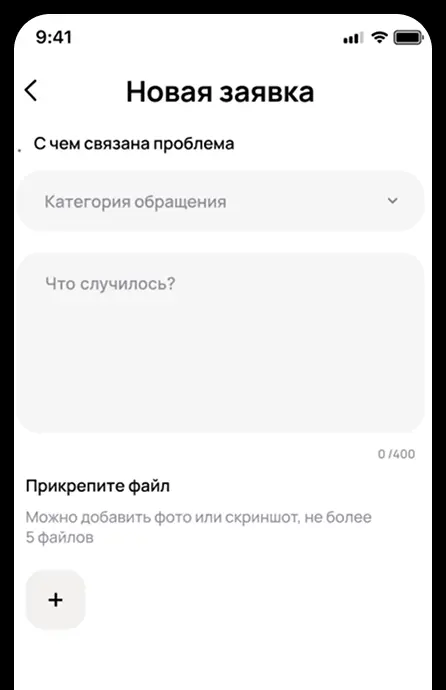 9:41
Новая заявка
С чем связана проблема
Категория обращения
Что случилось?
0 /400
Прикрепите файл
Можно добавить фото или скриншот, не более
5 файлов
+